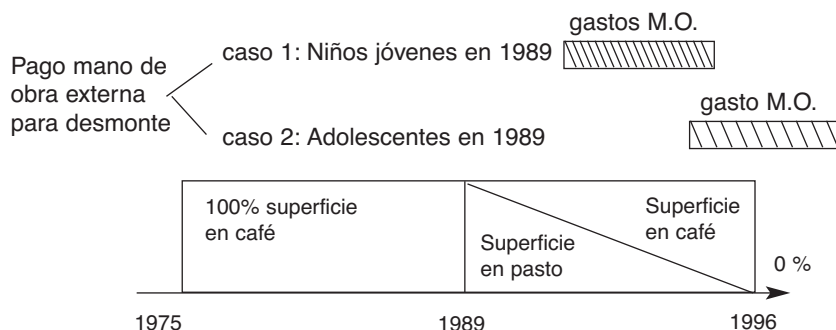 gastos M.O.
caso 1: Niños jóvenes en 1989
Pago mano de
obra externa
para desmonte
gasto M.O.
caso 2: Adolescentes en 1989
100% superficie
en café
Superficie
en pasto
Superficie
en café
0 %
1975
1989
1996